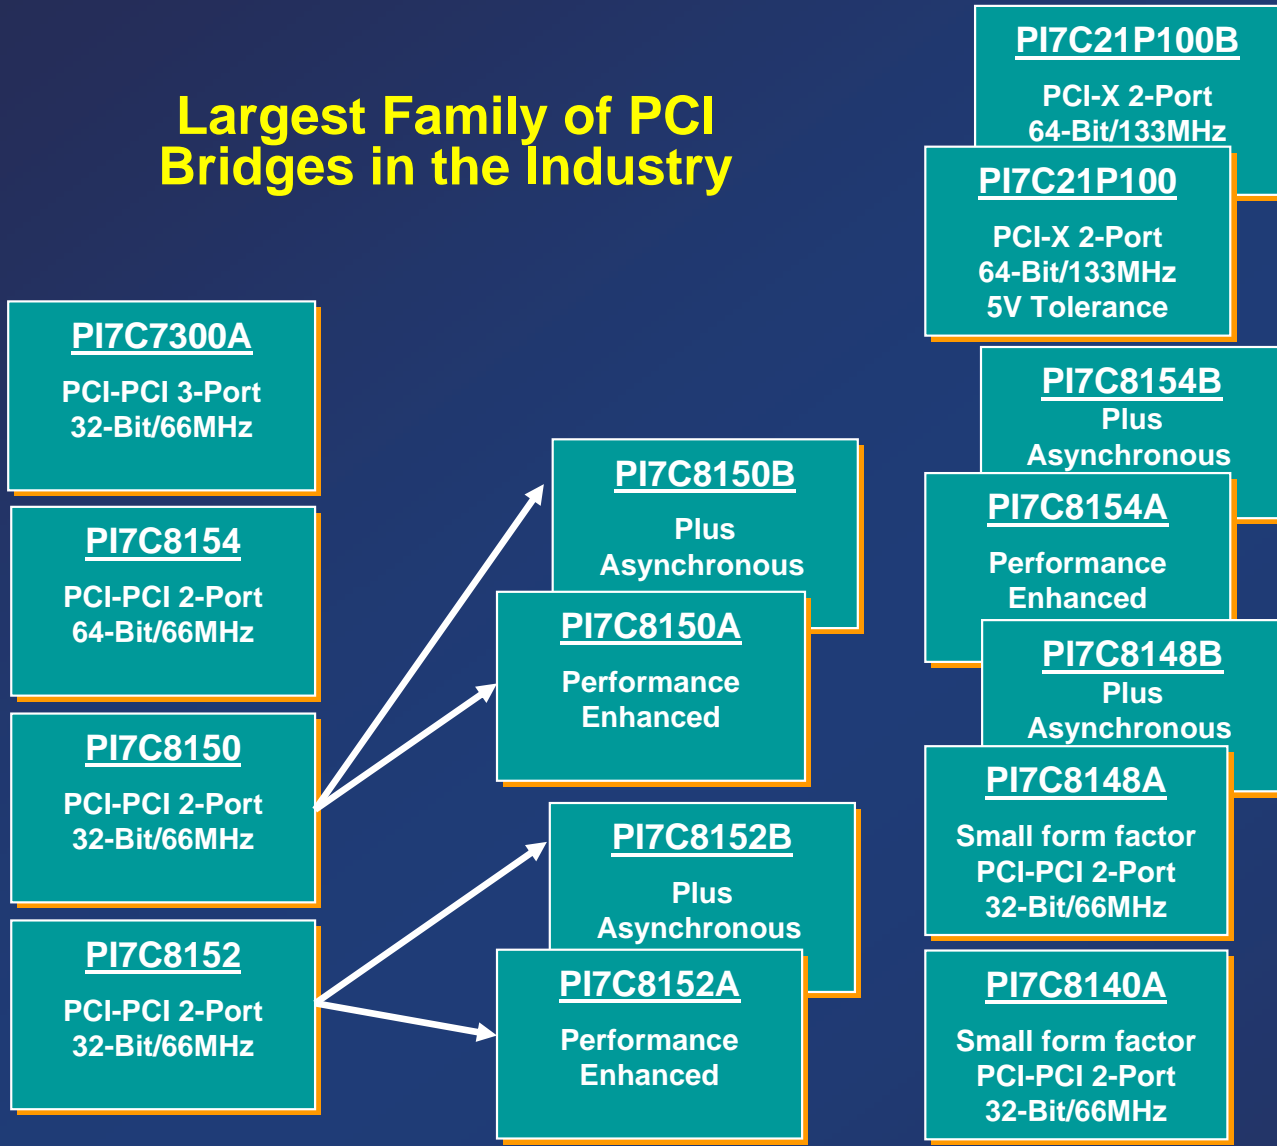 Largest Family of PCI
Bridges in the Industry
PI7C7300A
PCI-PCI 3-Port
32-Bit/66MHz
PI7C8154
PCI-PCI 2-Port
64-Bit/66MHz
PI7C8150
PCI-PCI 2-Port
32-Bit/66MHz
PI7C8152
PCI-PCI 2-Port
32-Bit/66MHz
PI7C8150B
Plus
Asynchronous
PI7C8150A
Performance
Enhanced
PI7C8152B
Plus
Asynchronous
PI7C8152A
Performance
Enhanced
PI7C21P100B
PCI-X 2-Port
64-Bit/133MHz
PI7C21P100
PCI-X 2-Port
64-Bit/133MHz
5V Tolerance
PI7C8154B
Plus
Asynchronous
PI7C8154A
Performance
Enhanced
PI7C8148B
Plus
Asynchronous
PI7C8148A
Small form factor
PCI-PCI 2-Port
32-Bit/66MHz
PI7C8140A
Small form factor
PCI-PCI 2-Port
32-Bit/66MHz